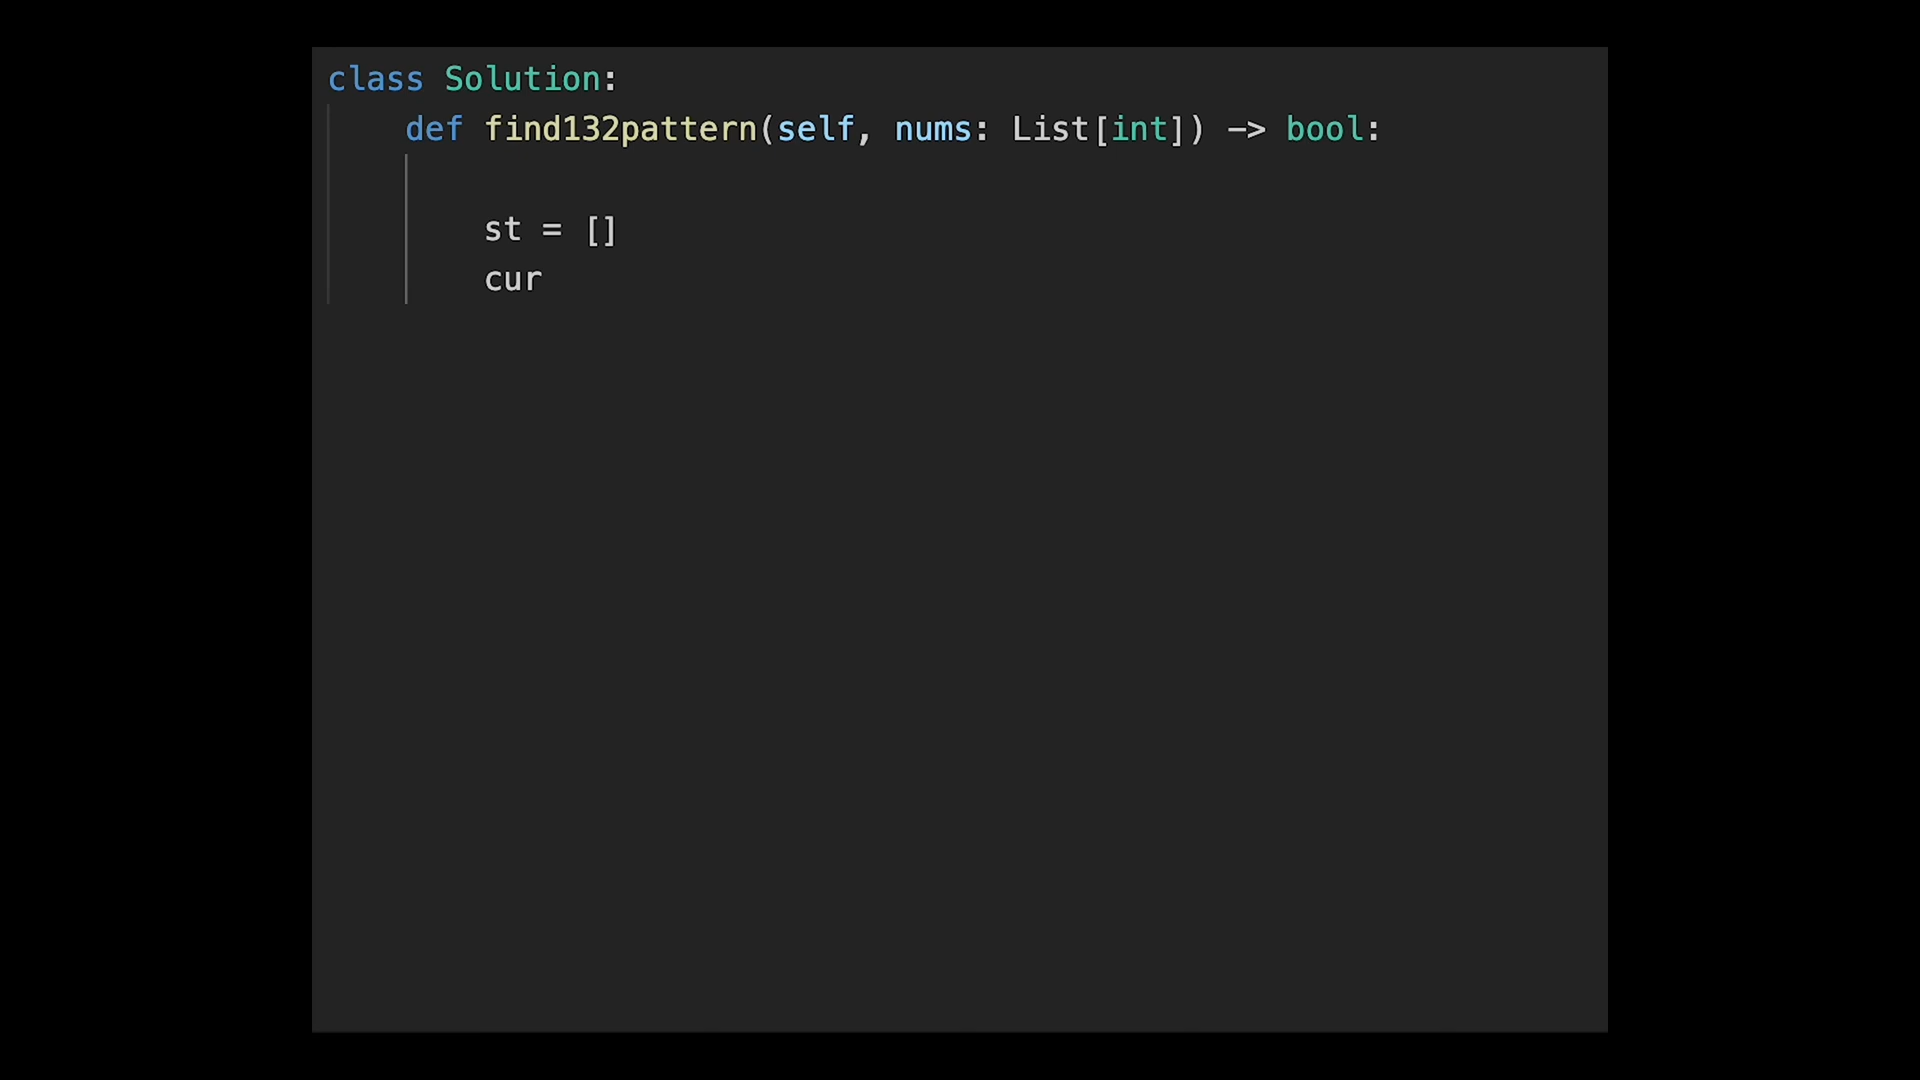 class Solution:
def find132pattern(self, nums: List[int]) -> bool:
st = []
cur